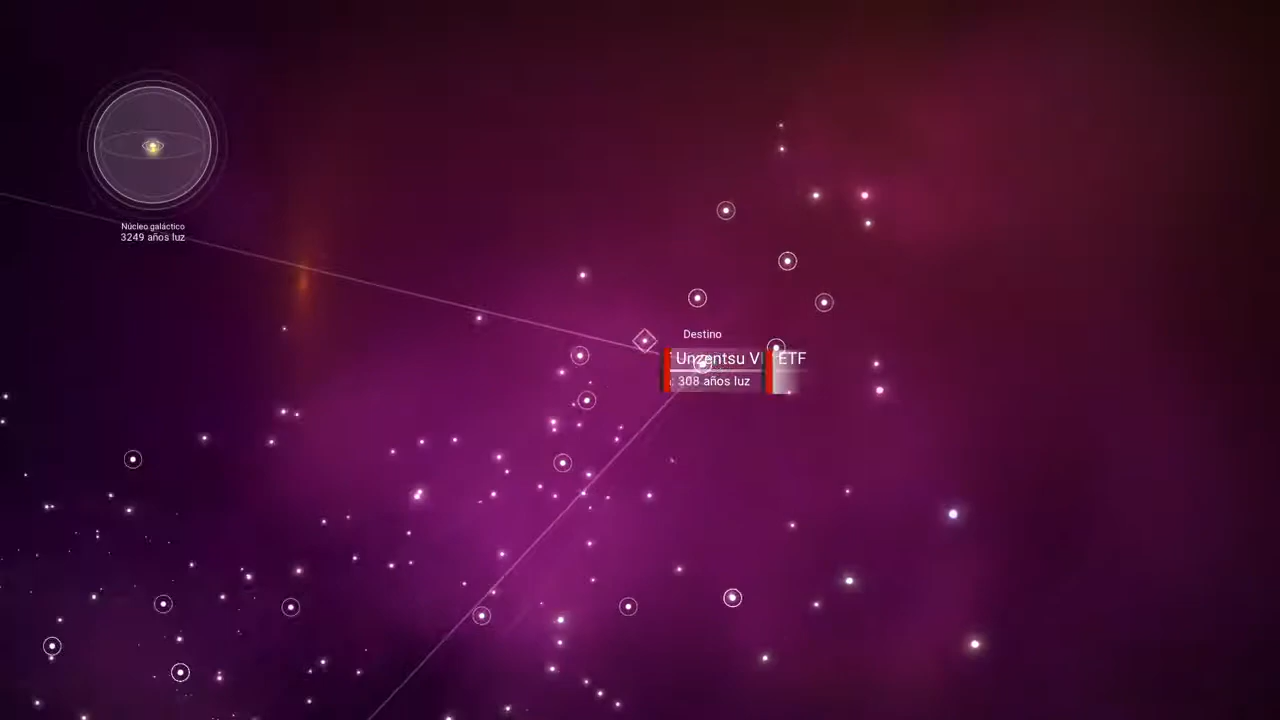 Núcleo galáctico
3249 años luz
Destino
Unzentsu V ETF
: 308 años luz